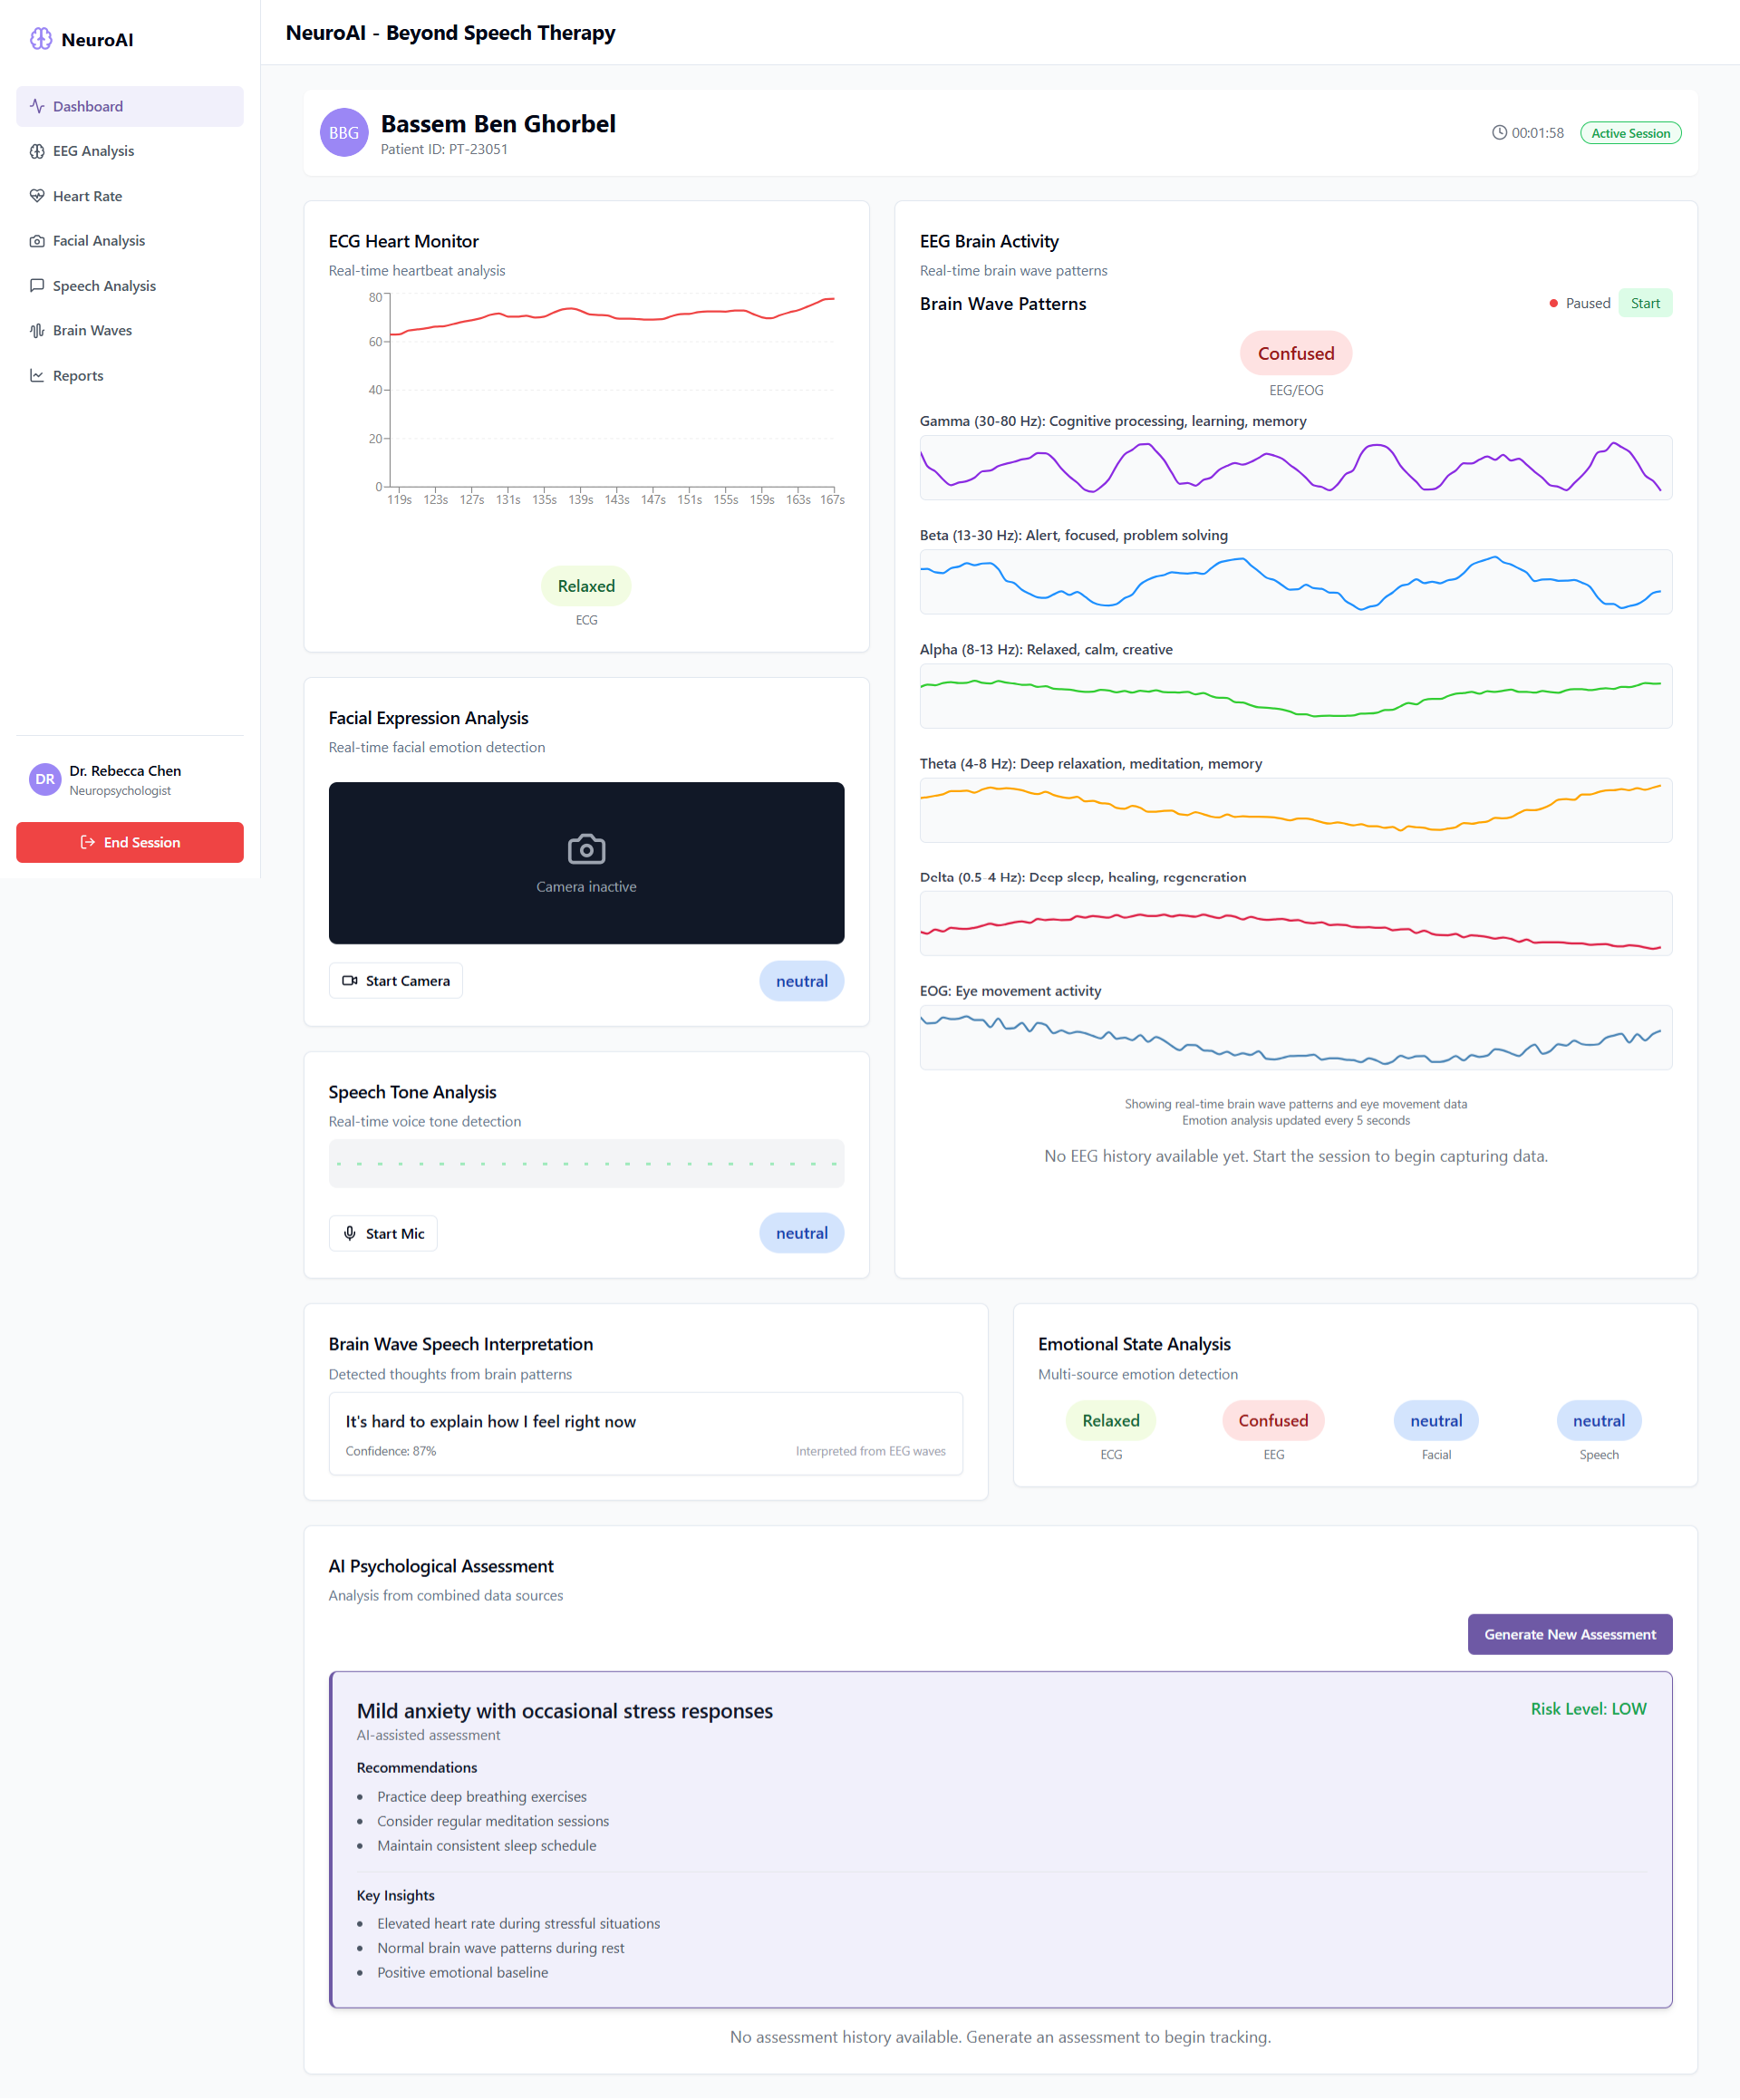 NeuroAI
Dashboard
EEG Analysis
Heart Rate
Facial Analysis
Speech Analysis
Brain Waves
Reports
DR
Dr. Rebecca Chen
Neuropsychologist
End Session
NeuroAI - Beyond Speech Therapy
BBG
Bassem Ben Ghorbel
Patient ID: PT-23051
00:01:58
Active Session
ECG Heart Monitor
Real-time heartbeat analysis
80
60
40
20
0
119s 123s 127s 131s 135s 139s 143s 147s 151s 155s 159s 163s 167s
Relaxed
ECG
Facial Expression Analysis
Real-time facial emotion detection
Camera inactive
Start Camera
neutral
Speech Tone Analysis
Real-time voice tone detection
Start Mic
neutral
EEG Brain Activity
Real-time brain wave patterns
Brain Wave Patterns
Paused
Start
Confused
EEG/EOG
Gamma (30-80 Hz): Cognitive processing, learning, memory
Beta (13-30 Hz): Alert, focused, problem solving
Alpha (8-13 Hz): Relaxed, calm, creative
Theta (4-8 Hz): Deep relaxation, meditation, memory
Delta (0.5-4 Hz): Deep sleep, healing, regeneration
EOG: Eye movement activity
Showing real-time brain wave patterns and eye movement data
Emotion analysis updated every 5 seconds
No EEG history available yet. Start the session to begin capturing data.
Brain Wave Speech Interpretation
Detected thoughts from brain patterns
It's hard to explain how I feel right now
Confidence: 87%
Interpreted from EEG waves
Emotional State Analysis
Multi-source emotion detection
Relaxed
ECG
Confused
EEG
neutral
Facial
neutral
Speech
AI Psychological Assessment
Analysis from combined data sources
Generate New Assessment
Mild anxiety with occasional stress responses
Risk Level: LOW
AI-assisted assessment
Recommendations
• Practice deep breathing exercises
• Consider regular meditation sessions
• Maintain consistent sleep schedule
Key Insights
• Elevated heart rate during stressful situations
• Normal brain wave patterns during rest
• Positive emotional baseline
No assessment history available. Generate an assessment to begin tracking.